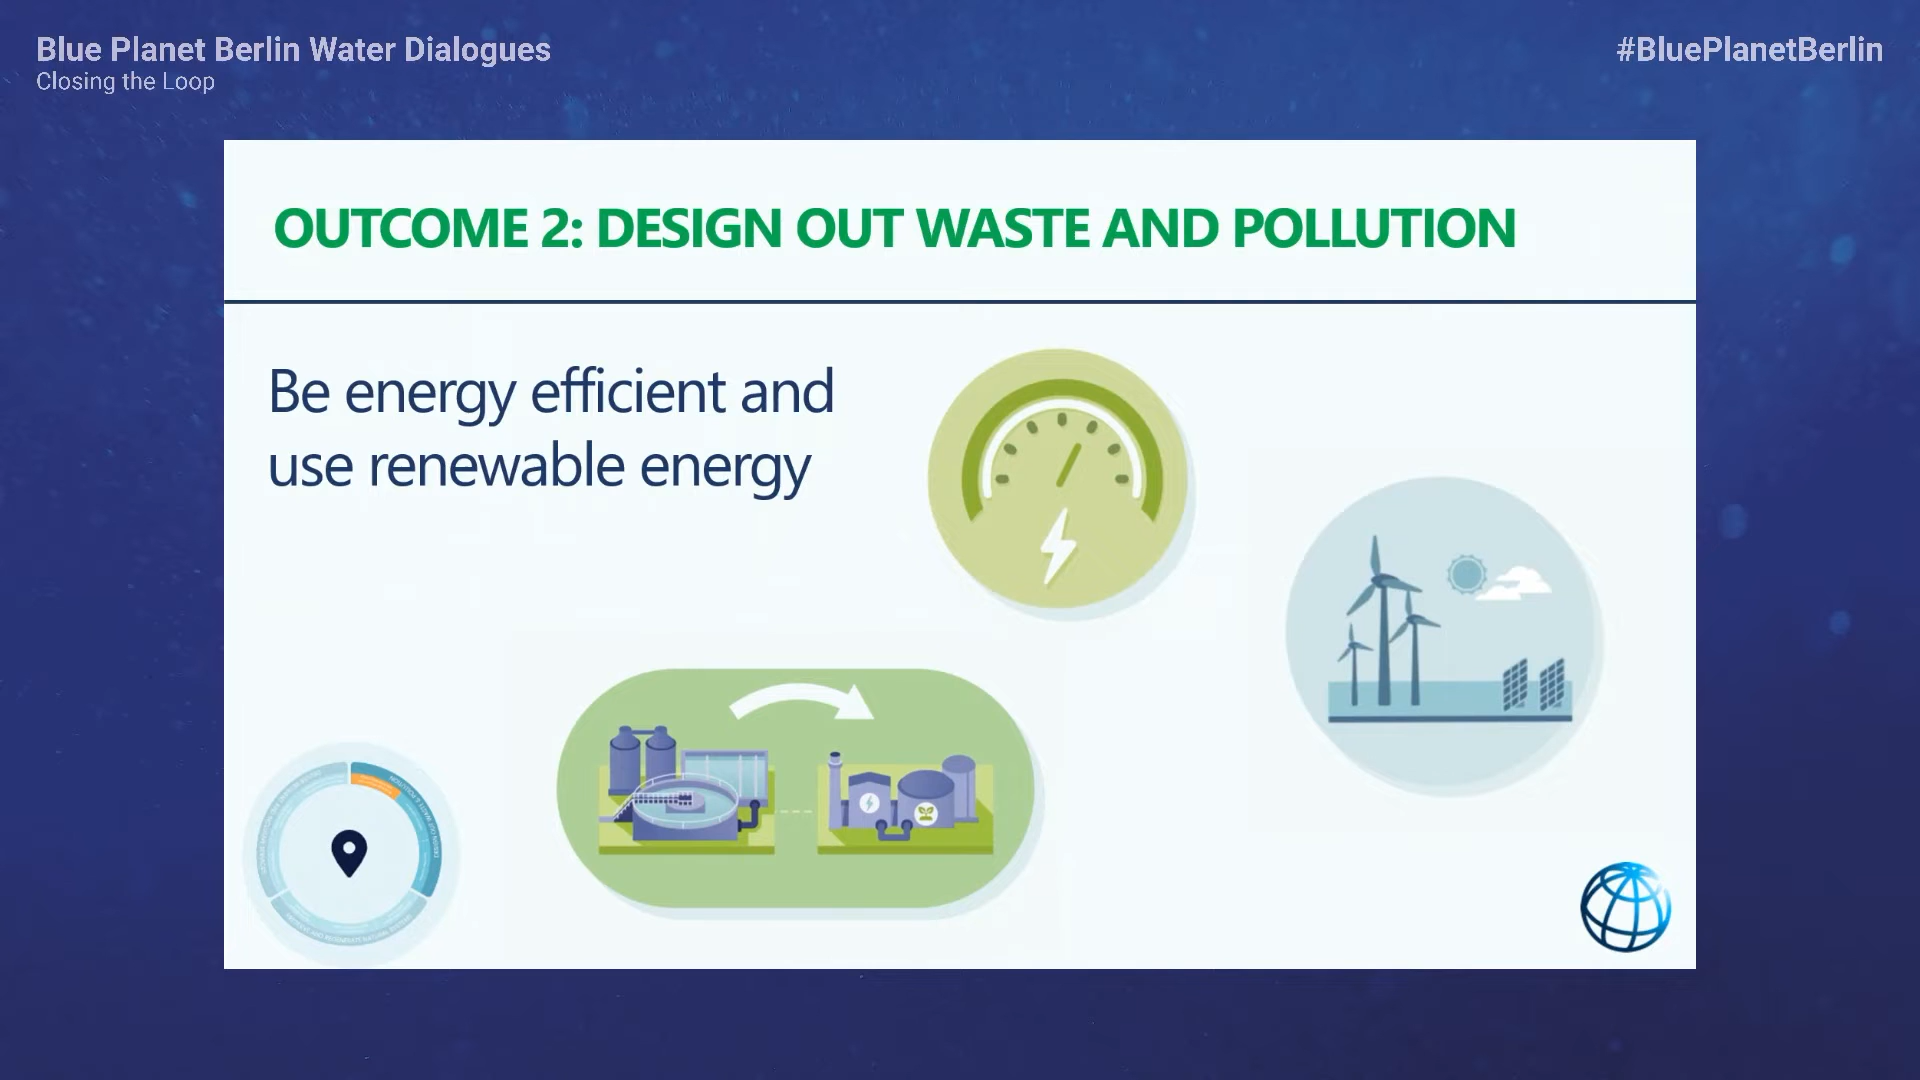 Blue Planet Berlin Water Dialogues
Closing the Loop
#BluePlanetBerlin
OUTCOME 2: DESIGN OUT WASTE AND POLLUTION
Be energy efficient and
use renewable energy